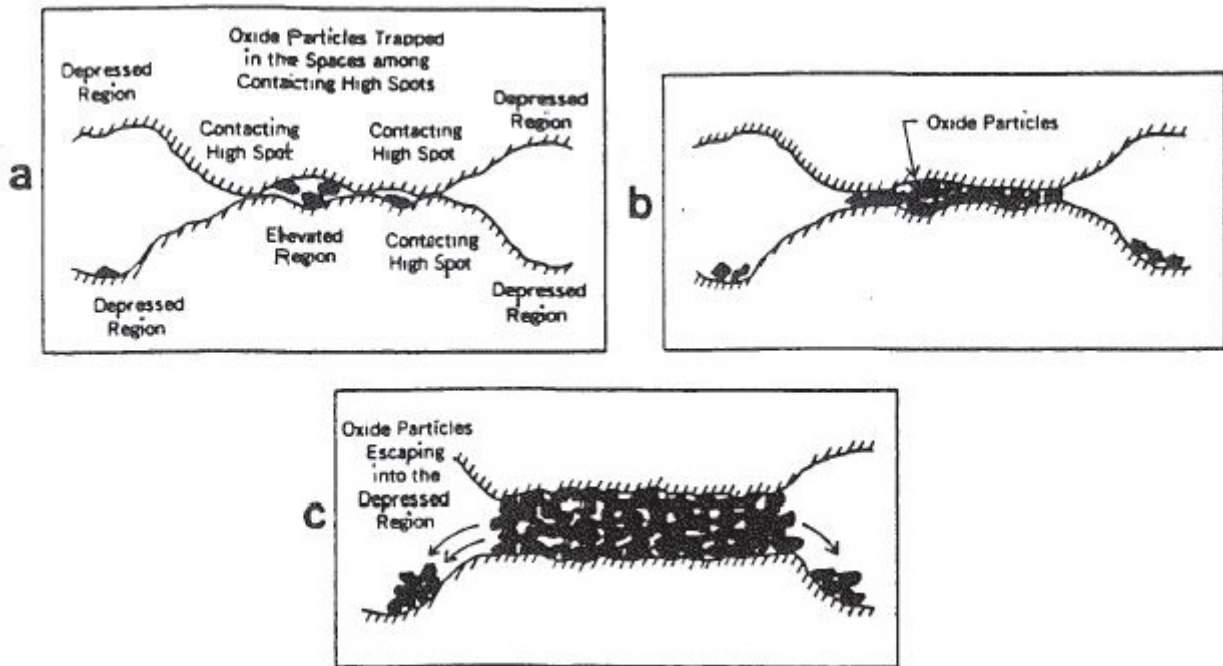 a
Oxide Particles Trapped
in the Spaces among
Contacting High Spots
Depressed
Region
Depressed
Region
Contacting
High Spot
Contacting
High Spot
Elevated
Region
Contacting
High Spot
Depressed
Region
Depressed
Region
b
Oxide Particles
c
Oxide Particles
Escaping
into the
Depressed
Region